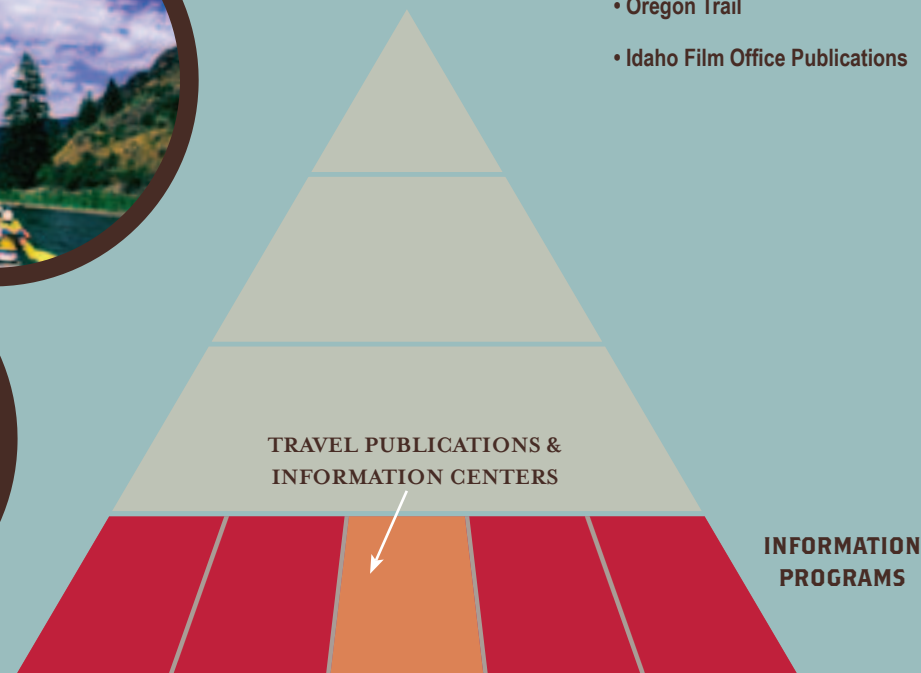 • Oregon Trail
• Idaho Film Office Publications
TRAVEL PUBLICATIONS &
INFORMATION CENTERS
INFORMATION
PROGRAMS